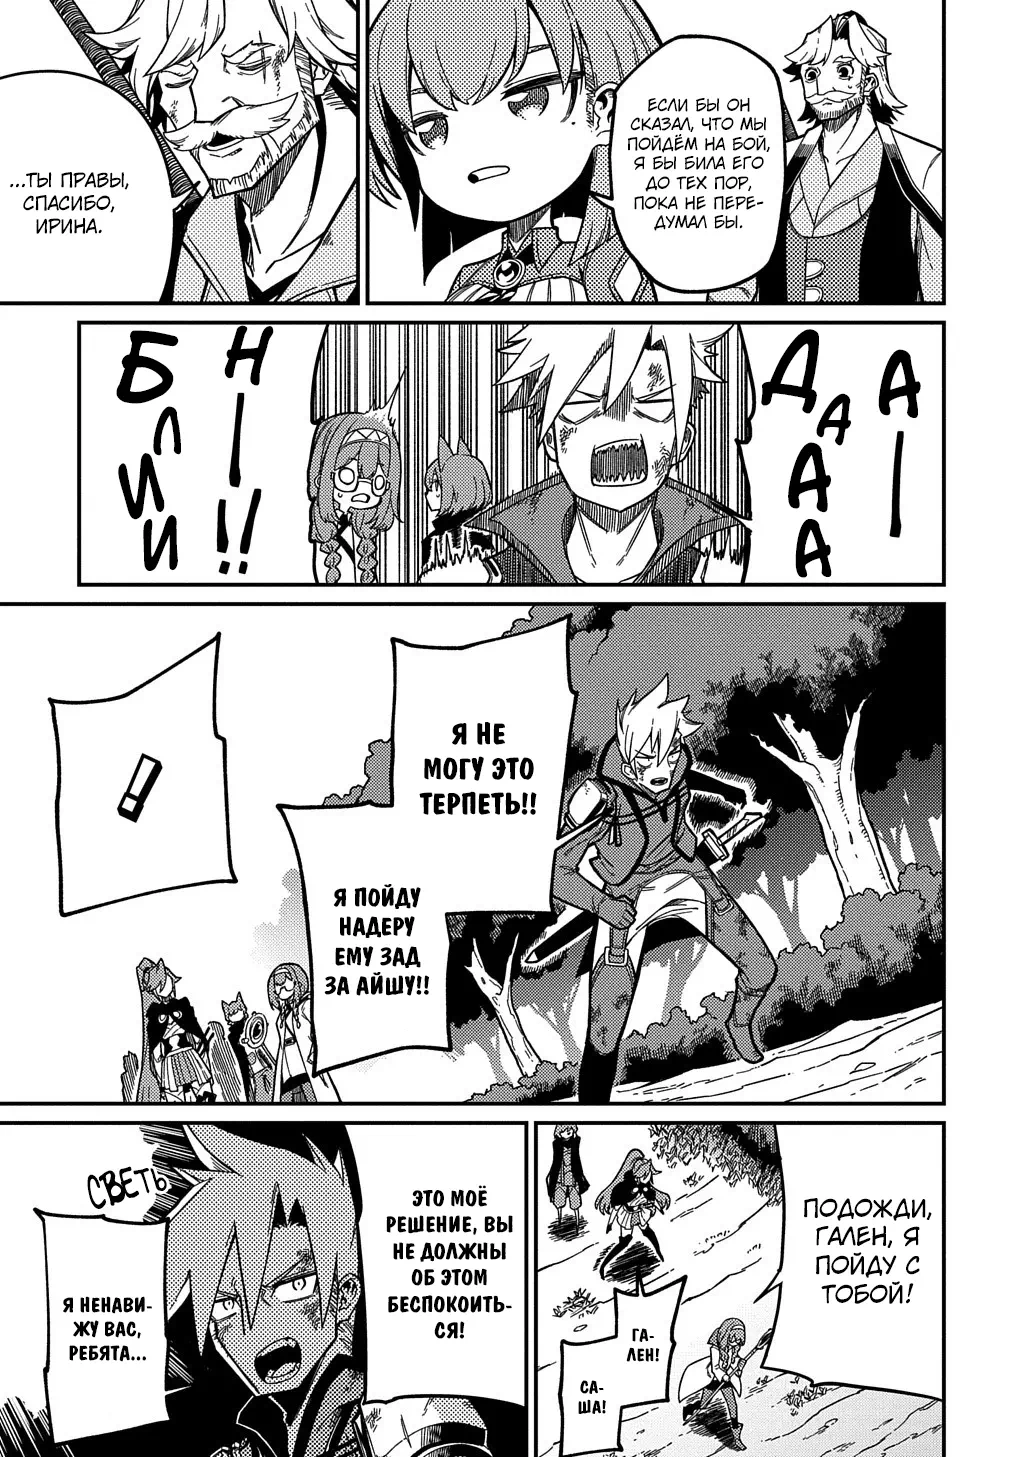 ЕСЛИ БЫ ОН
СКАЗАЛ, ЧТО МЫ
ПОЙДЁМ НА БОЙ,
Я БЫ БИЛА ЕГО
ДО ТЕХ ПОР,
ПОКА НЕ ПЕРЕ-
ДУМАЛ БЫ.
...ТЫ ПРАВЫ,
СПАСИБО,
ИРИНА.
А
ДАААА
БЛИИ
Н
!!
Я НЕ
МОГУ ЭТО
ТЕРПЕТЬ!!
Я ПОЙДУ
НАДЕРУ
ЕМУ ЗАД
ЗА АЙШУ!!
!
ПОДОЖДИ,
ГАЛЕН, Я
ПОЙДУ С
ТОБОЙ!
ГА-
ЛЕН!
СА-
ША!
ЭТО МОЁ
РЕШЕНИЕ, ВЫ
НЕ ДОЛЖНЫ
ОБ ЭТОМ
БЕСПОКОИТЬ-
СЯ!
СВЕТЬ
Я НЕНАВИ-
ЖУ ВАС,
РЕБЯТА...